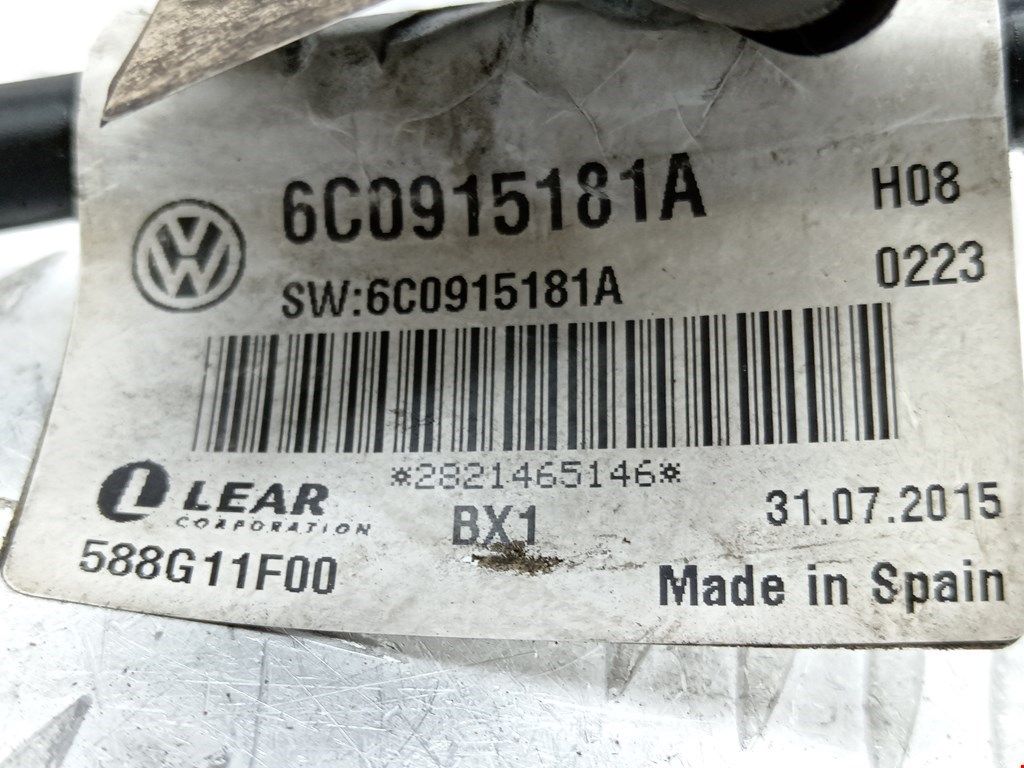 6C0915181A H08
SW:6C0915181A 0223
*2821465146*
LEAR
CORPORATION
BX1 31.07.2015
588G11F00 Made in Spain